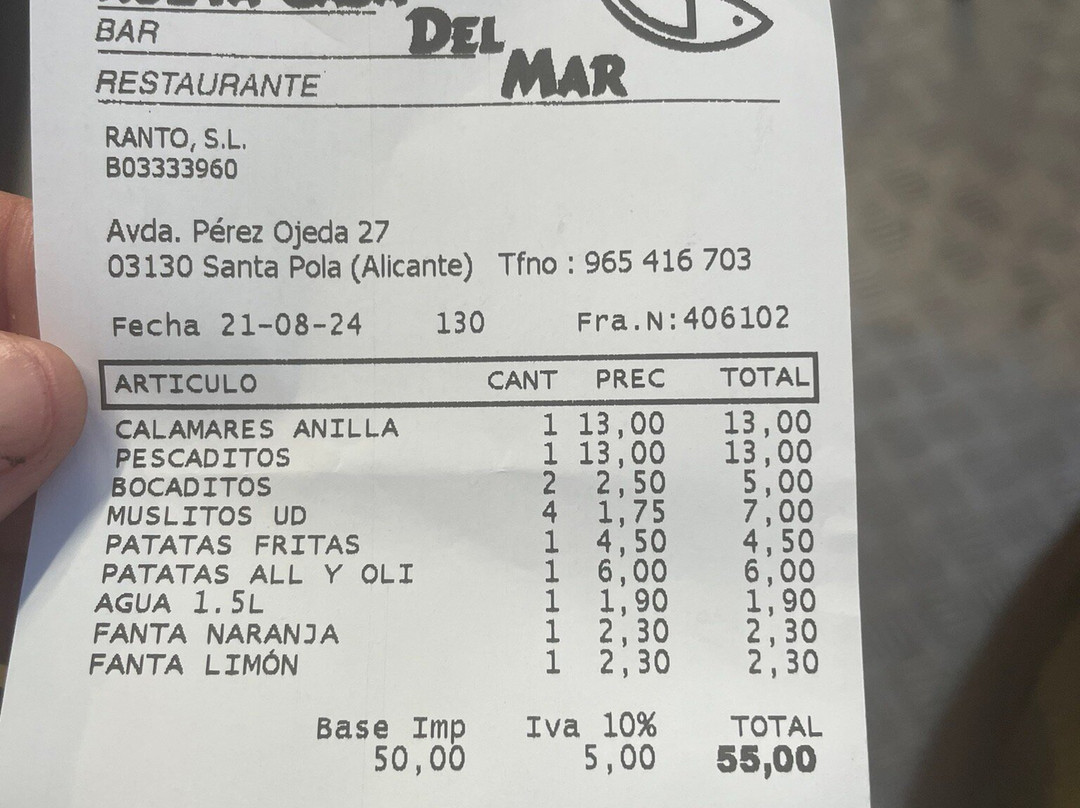 BAR
DEL
MAR
RESTAURANTE
RANTO, S.L.
B03333960
Avda. Pérez Ojeda 27
03130 Santa Pola (Alicante) Tfno : 965 416 703
Fecha 21-08-24 130 Fra.N:406102
ARTICULO CANT PREC TOTAL
CALAMARES ANILLA 1 13,00 13,00
PESCADITOS 1 13,00 13,00
BOCADITOS 2 2,50 5,00
MUSLITOS UD 4 1,75 7,00
PATATAS FRITAS 1 4,50 4,50
PATATAS ALL Y OLI 1 6,00 6,00
AGUA 1.5L 1 1,90 1,90
FANTA NARANJA 1 2,30 2,30
FANTA LIMÓN 1 2,30 2,30
Base Imp Iva 10% TOTAL
50,00 5,00 55,00